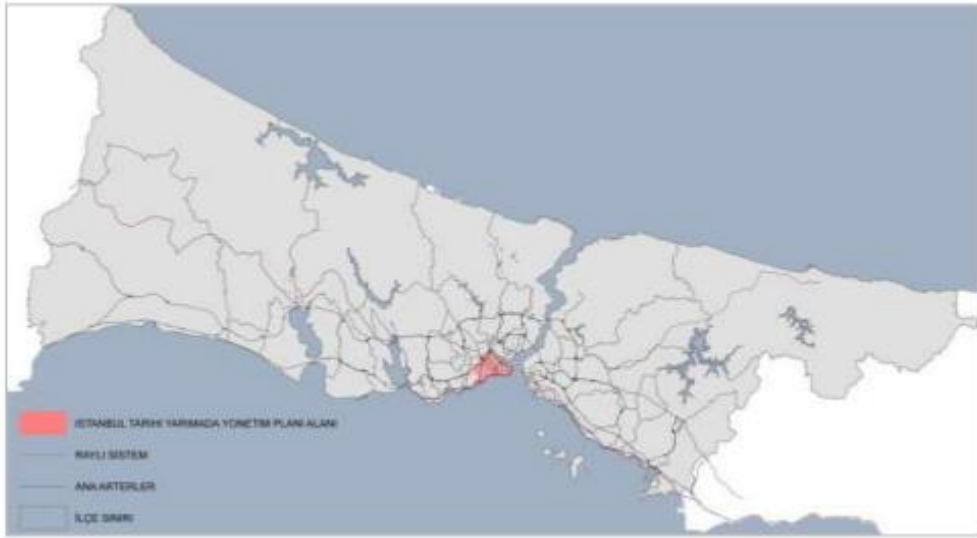 İSTANBUL TARİHİ YARIMADA YÖNETİM PLANI ALANI
RAYLI SİSTEM
ANA ARTERLER
İLÇE SINIRI